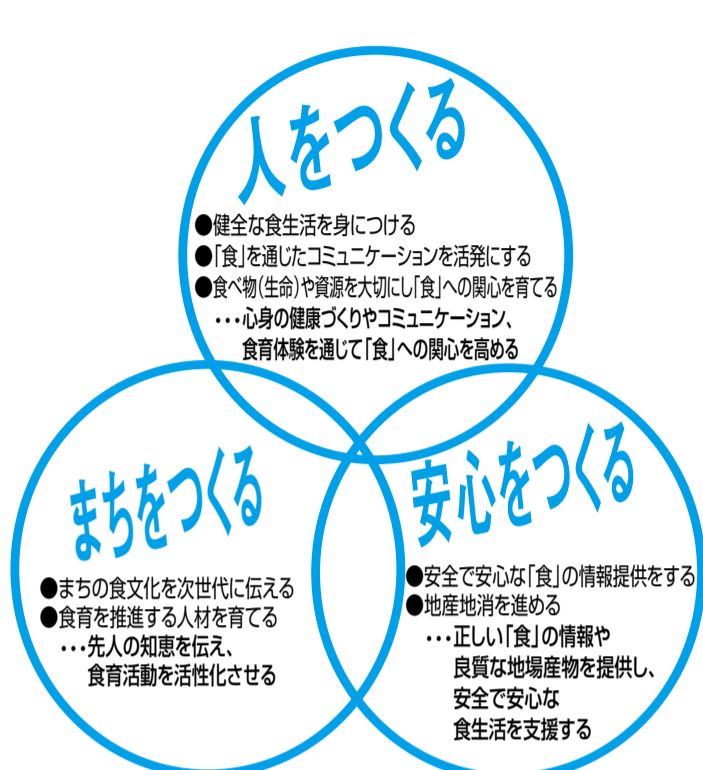 人をつくる
●健全な食生活を身につける
●「食」を通じたコミュニケーションを活発にする
●食べ物(生命)や資源を大切にし「食」への関心を育てる
・・・心身の健康づくりやコミュニケーション、
食育体験を通じて「食」への関心を高める
まちをつくる
●まちの食文化を次世代に伝える
●食育を推進する人材を育てる
・・・先人の知恵を伝え、
食育活動を活性化させる
安心をつくる
●安全で安心な「食」の情報提供をする
●地産地消を進める
・・・正しい「食」の情報や
良質な地場産物を提供し、
安全で安心な
食生活を支援する